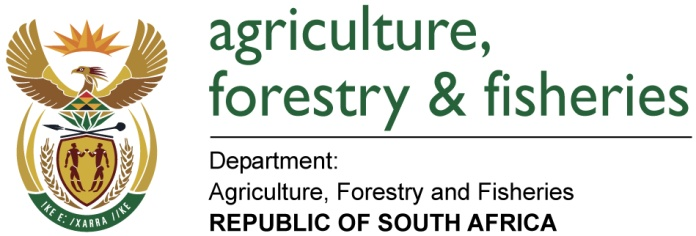 agriculture,
forestry & fisheries
Department:
Agriculture, Forestry and Fisheries
REPUBLIC OF SOUTH AFRICA
!KE E: /XARRA //KE